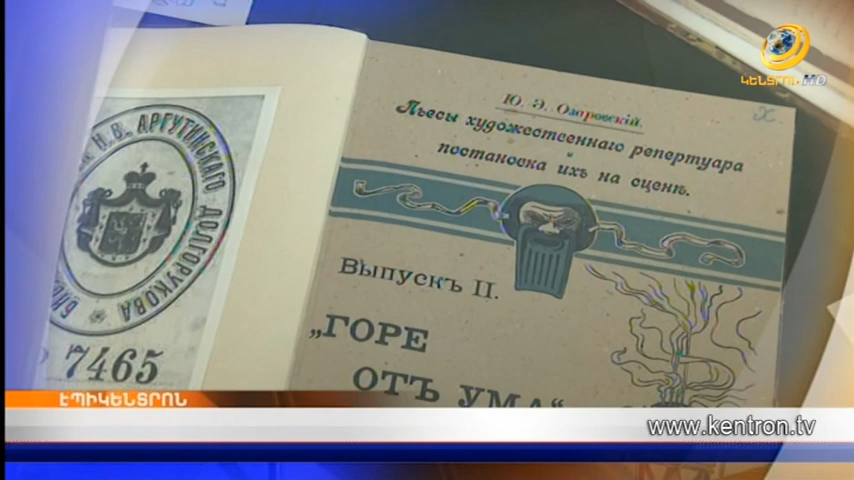 Н. В. АРГУТИНСКАГО ДОЛГОРУКОВА
7465
Ю. Э. Озаровскій.
Пьесы художественнаго репертуара
и
постановка ихъ на сценѣ.
Выпускъ II.
„ГОРЕ
ОТЪ УМА“
ԿԵՆՏՐՈՆ HD
ԷՊԻԿԵՆՏՐՈՆ
www.kentron.tv